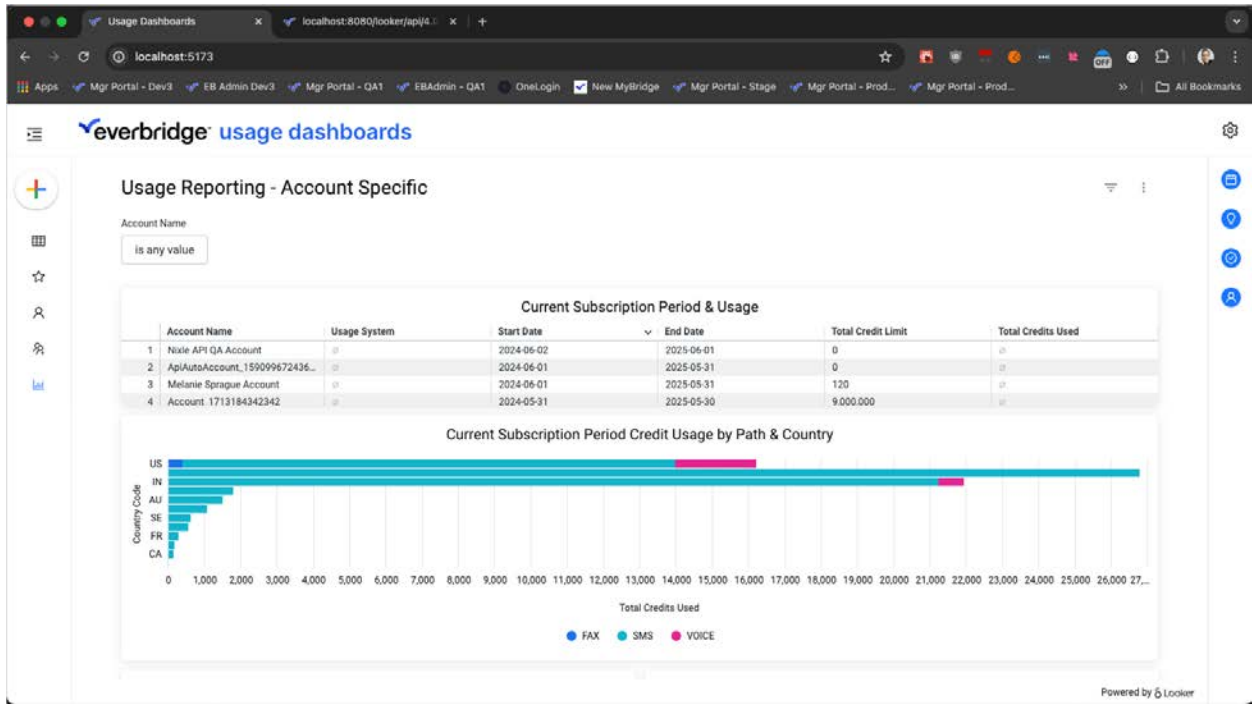 Usage Dashboards
localhost:8080/looker/api/4.
localhost:5173
OFF
Apps Mgr Portal - Dev3 EB Admin Dev3 Mgr Portal - QA1 EBAdmin - QA1 OneLogin New MyBridge Mgr Portal - Stage Mgr Portal - Prod... Mgr Portal - Prod... All Bookmarks
everbridge usage dashboards
Usage Reporting - Account Specific
Account Name
is any value
Current Subscription Period & Usage
Account Name Usage System Start Date End Date Total Credit Limit Total Credits Used
1 Nixle API QA Account ∅ 2024-06-02 2025-06-01 0 ∅
2 ApiAutoAccount_159099672436... ∅ 2024-06-01 2025-05-31 0 ∅
3 Melanie Sprague Account ∅ 2024-06-01 2025-05-31 120 ∅
4 Account_1713184342342 ∅ 2024-05-31 2025-05-30 9,000,000 ∅
Current Subscription Period Credit Usage by Path & Country
Country Code
US
IN
AU
SE
FR
CA
0 1,000 2,000 3,000 4,000 5,000 6,000 7,000 8,000 9,000 10,000 11,000 12,000 13,000 14,000 15,000 16,000 17,000 18,000 19,000 20,000 21,000 22,000 23,000 24,000 25,000 26,000 27,...
Total Credits Used
FAX SMS VOICE
Powered by Looker